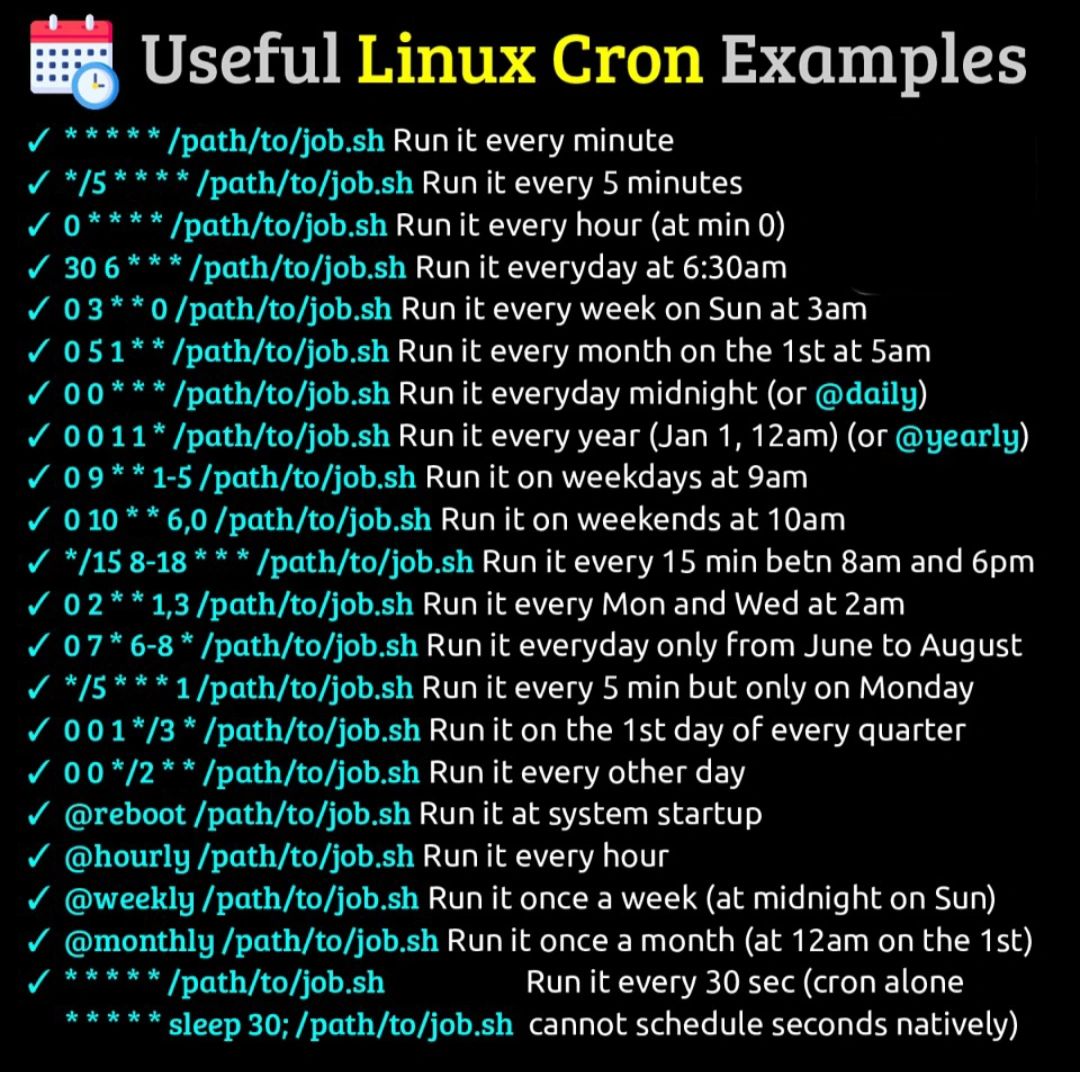 Useful Linux Cron Examples
✓ * * * * * /path/to/job.sh Run it every minute
✓ */5 * * * * /path/to/job.sh Run it every 5 minutes
✓ 0 * * * * /path/to/job.sh Run it every hour (at min 0)
✓ 30 6 * * * /path/to/job.sh Run it everyday at 6:30am
✓ 0 3 * * 0 /path/to/job.sh Run it every week on Sun at 3am
✓ 0 5 1 * * /path/to/job.sh Run it every month on the 1st at 5am
✓ 0 0 * * * /path/to/job.sh Run it everyday midnight (or @daily)
✓ 0 0 1 1 * /path/to/job.sh Run it every year (Jan 1, 12am) (or @yearly)
✓ 0 9 * * 1-5 /path/to/job.sh Run it on weekdays at 9am
✓ 0 10 * * 6,0 /path/to/job.sh Run it on weekends at 10am
✓ */15 8-18 * * * /path/to/job.sh Run it every 15 min betn 8am and 6pm
✓ 0 2 * * 1,3 /path/to/job.sh Run it every Mon and Wed at 2am
✓ 0 7 * 6-8 * /path/to/job.sh Run it everyday only from June to August
✓ */5 * * * 1 /path/to/job.sh Run it every 5 min but only on Monday
✓ 0 0 1 */3 * /path/to/job.sh Run it on the 1st day of every quarter
✓ 0 0 */2 * * /path/to/job.sh Run it every other day
✓ @reboot /path/to/job.sh Run it at system startup
✓ @hourly /path/to/job.sh Run it every hour
✓ @weekly /path/to/job.sh Run it once a week (at midnight on Sun)
✓ @monthly /path/to/job.sh Run it once a month (at 12am on the 1st)
✓ * * * * * /path/to/job.sh Run it every 30 sec (cron alone
* * * * * sleep 30; /path/to/job.sh cannot schedule seconds natively)